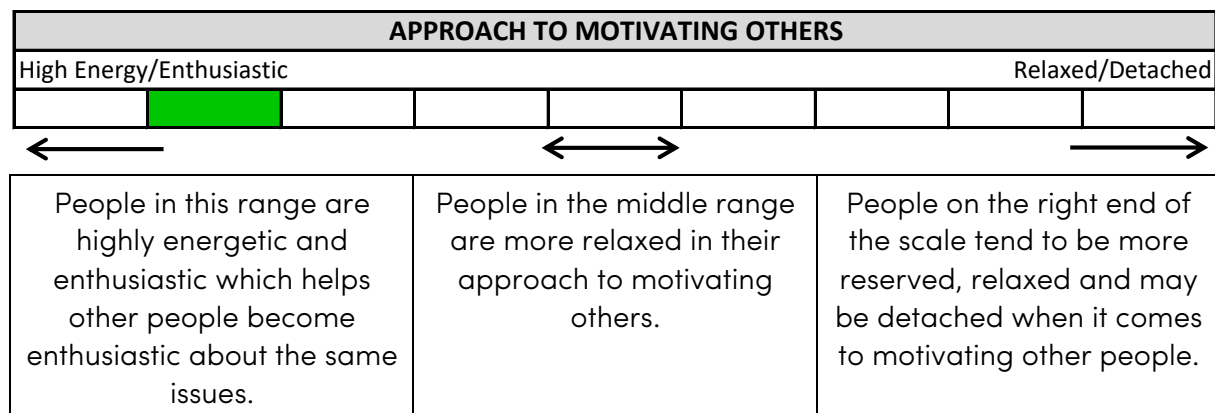 APPROACH TO MOTIVATING OTHERS
High Energy/Enthusiastic
Relaxed/Detached
People in this range are
highly energetic and
enthusiastic which helps
other people become
enthusiastic about the same
issues.
People in the middle range
are more relaxed in their
approach to motivating
others.
People on the right end of
the scale tend to be more
reserved, relaxed and may
be detached when it comes
to motivating other people.